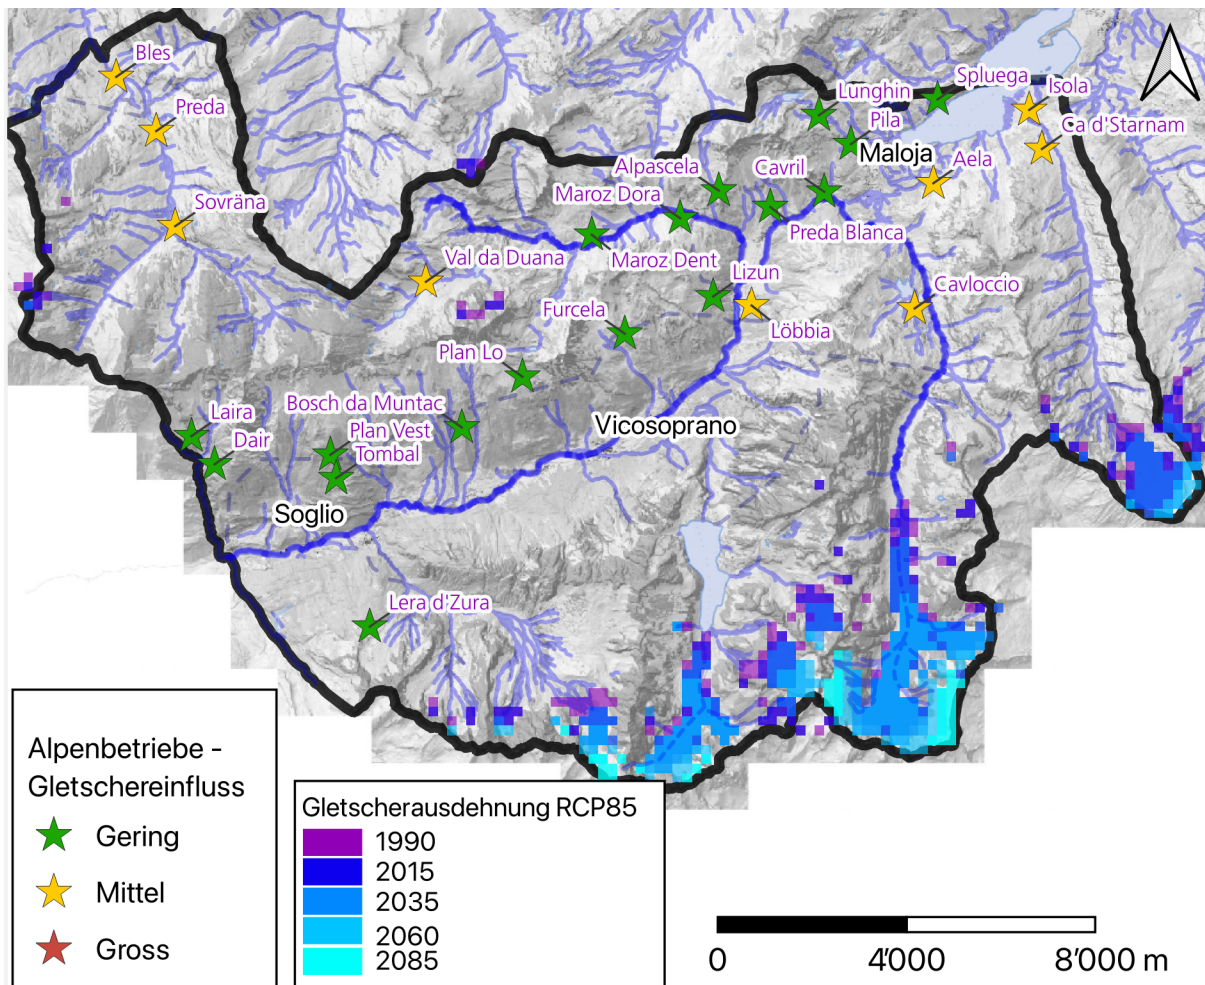 Bles
Preda
Sovräna
Spluega
Isola
Lunghin
Pila
Ca d'Starnam
Maloja
Aela
Alpascela
Cavril
Maroz Dora
Preda Blanca
Val da Duana
Maroz Dent
Lizun
Cavloccio
Furcela
Löbbia
Plan Lo
Bosch da Muntac
Laira
Plan Vest
Dair
Tombal
Vicosoprano
Soglio
Lera d'Zura
Alpenbetriebe -
Gletschereinfluss
Gering
Mittel
Gross
Gletscherausdehnung RCP85
1990
2015
2035
2060
2085
0 4'000 8'000 m